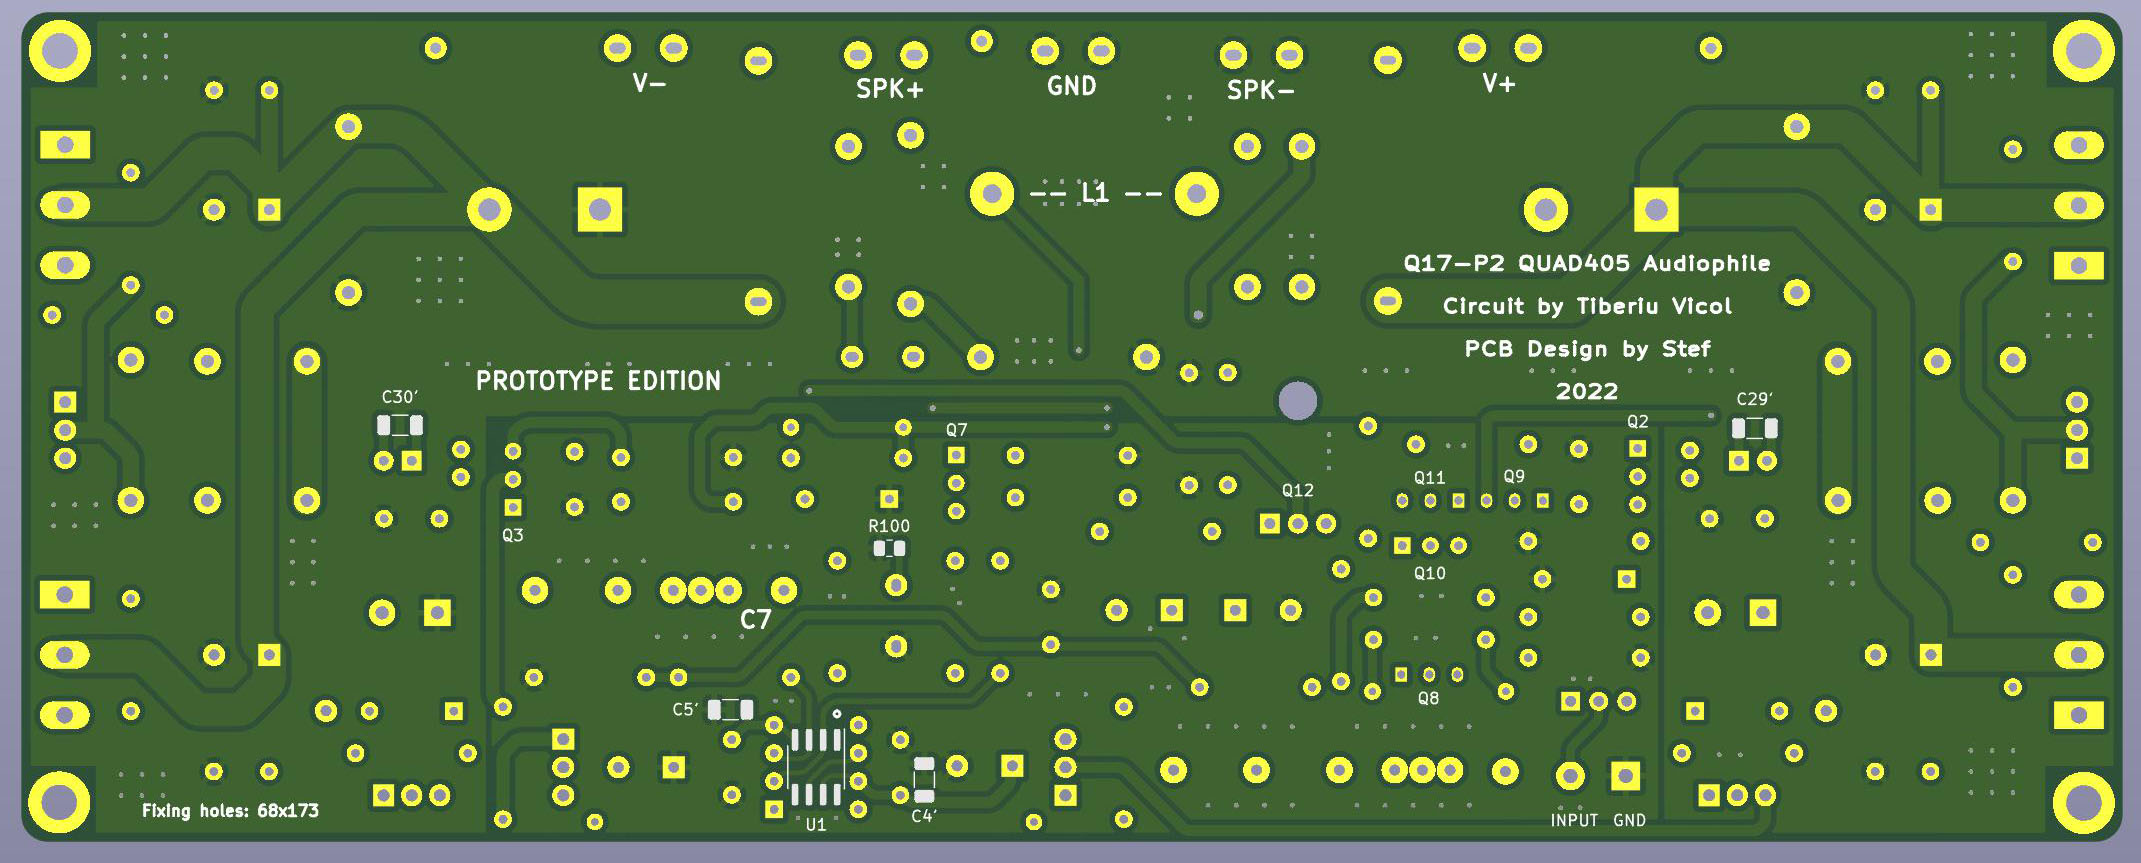 V-
SPK+
GND
SPK-
V+
-- L1 --
Q17-P2 QUAD405 Audiophile
Circuit by Tiberiu Vicol
PCB Design by Stef
2022
PROTOTYPE EDITION
C30'
C29'
Q7
Q2
Q11
Q9
Q12
Q3
R100
Q10
C7
Q8
C5'
Fixing holes: 68x173
U1
C4'
INPUT GND